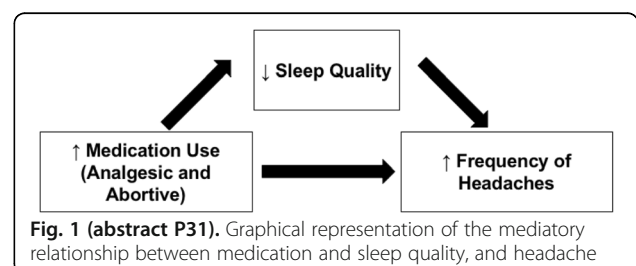 ↓ Sleep Quality
↑ Medication Use
(Analgesic and
Abortive)
↑ Frequency of
Headaches
Fig. 1 (abstract P31). Graphical representation of the mediatory
relationship between medication and sleep quality, and headache